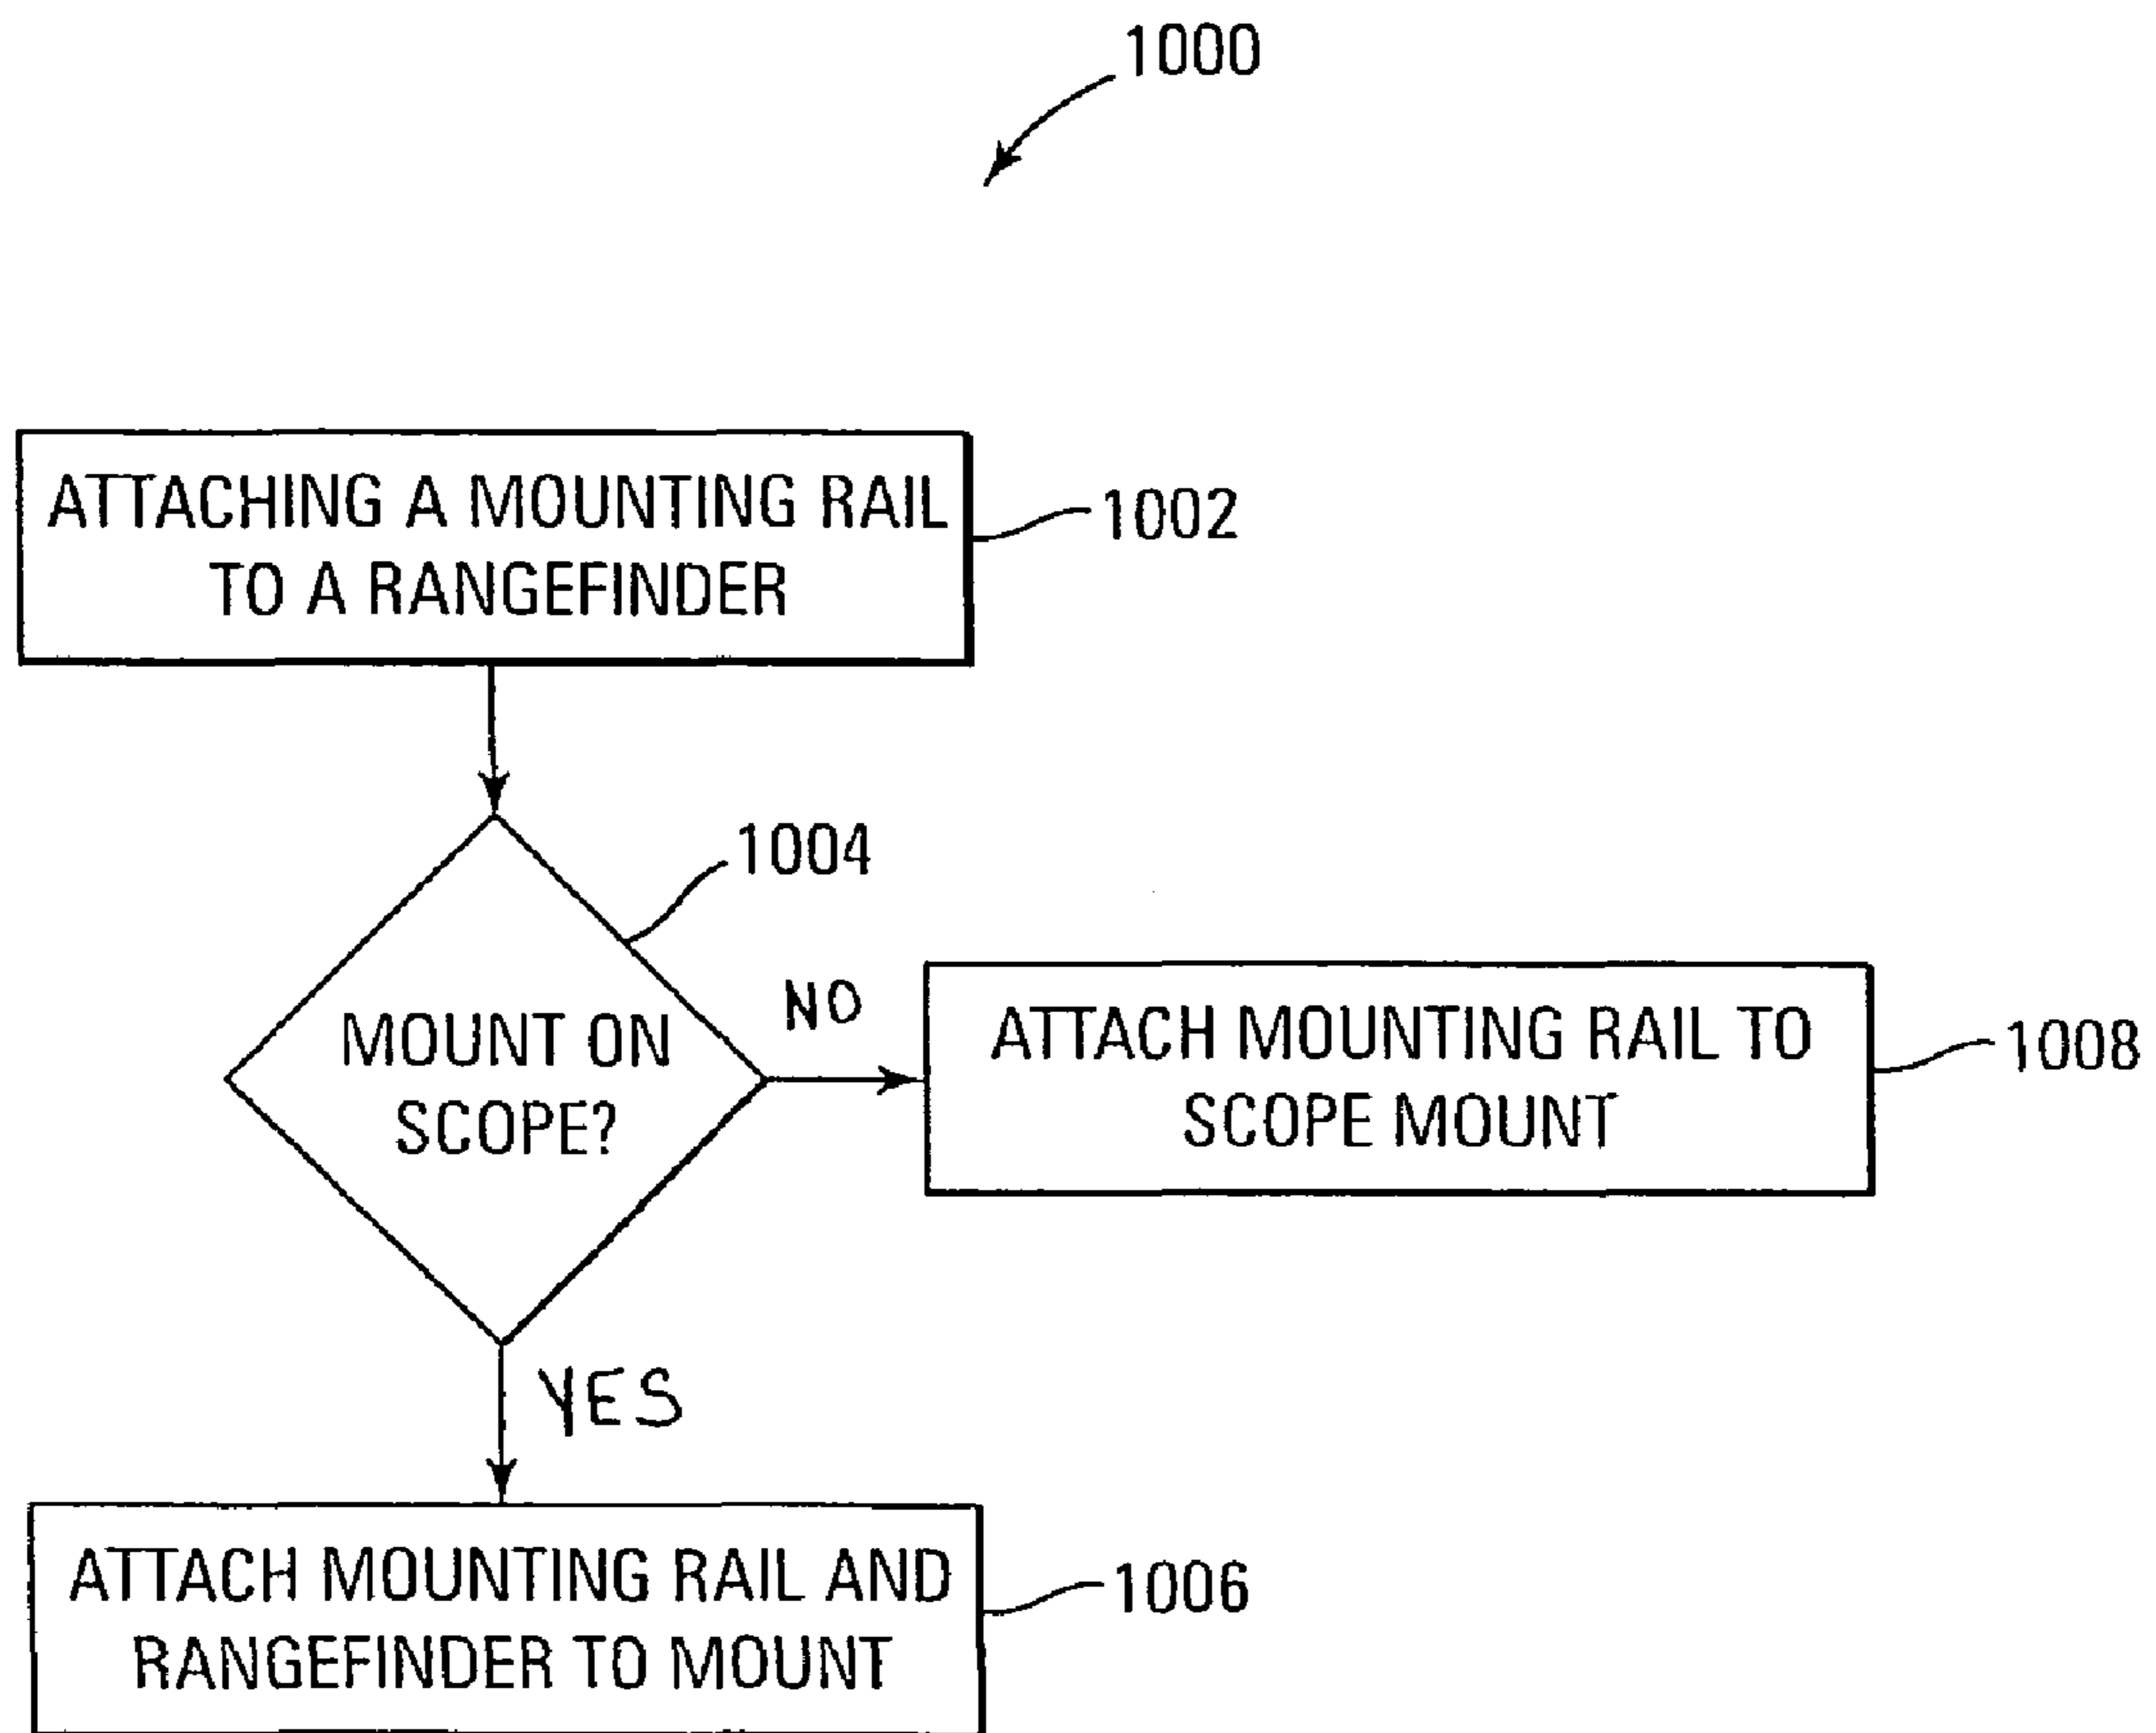 1000
ATTACHING A MOUNTING RAIL
TO A RANGEFINDER
1002
1004
MOUNT ON
SCOPE?
NO
ATTACH MOUNTING RAIL TO
SCOPE MOUNT
1008
YES
ATTACH MOUNTING RAIL AND
RANGEFINDER TO MOUNT
1006